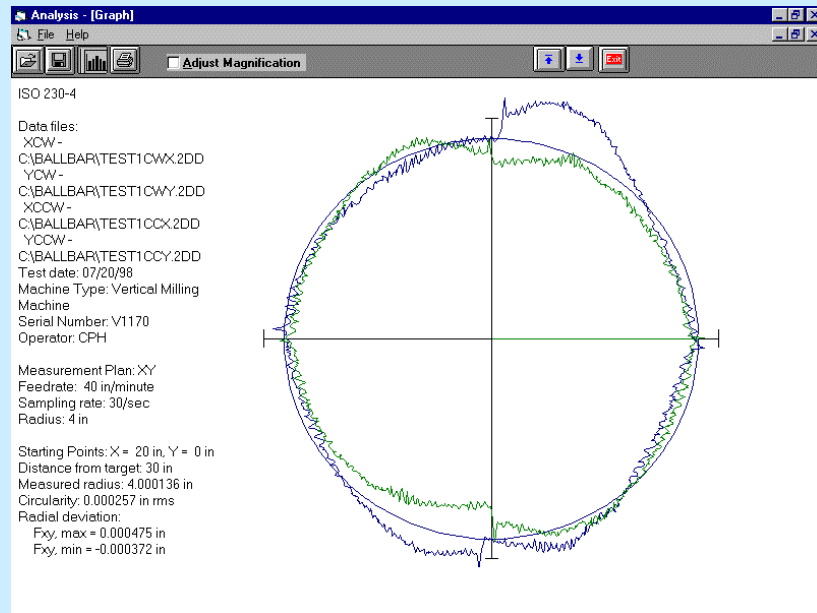 Analysis - [Graph]
File Help
Adjust Magnification
Exit
ISO 230-4
Data files:
XCW -
C:\BALLBAR\TEST1CWX.2DD
YCW -
C:\BALLBAR\TEST1CWY.2DD
XCCW -
C:\BALLBAR\TEST1CCX.2DD
YCCW -
C:\BALLBAR\TEST1CCY.2DD
Test date: 07/20/98
Machine Type: Vertical Milling
Machine
Serial Number: V1170
Operator: CPH
Measurement Plan: XY
Feedrate: 40 in/minute
Sampling rate: 30/sec
Radius: 4 in
Starting Points: X = 20 in, Y = 0 in
Distance from target: 30 in
Measured radius: 4.000136 in
Circularity: 0.000257 in rms
Radial deviation:
Fxy, max = 0.000475 in
Fxy, min = -0.000372 in